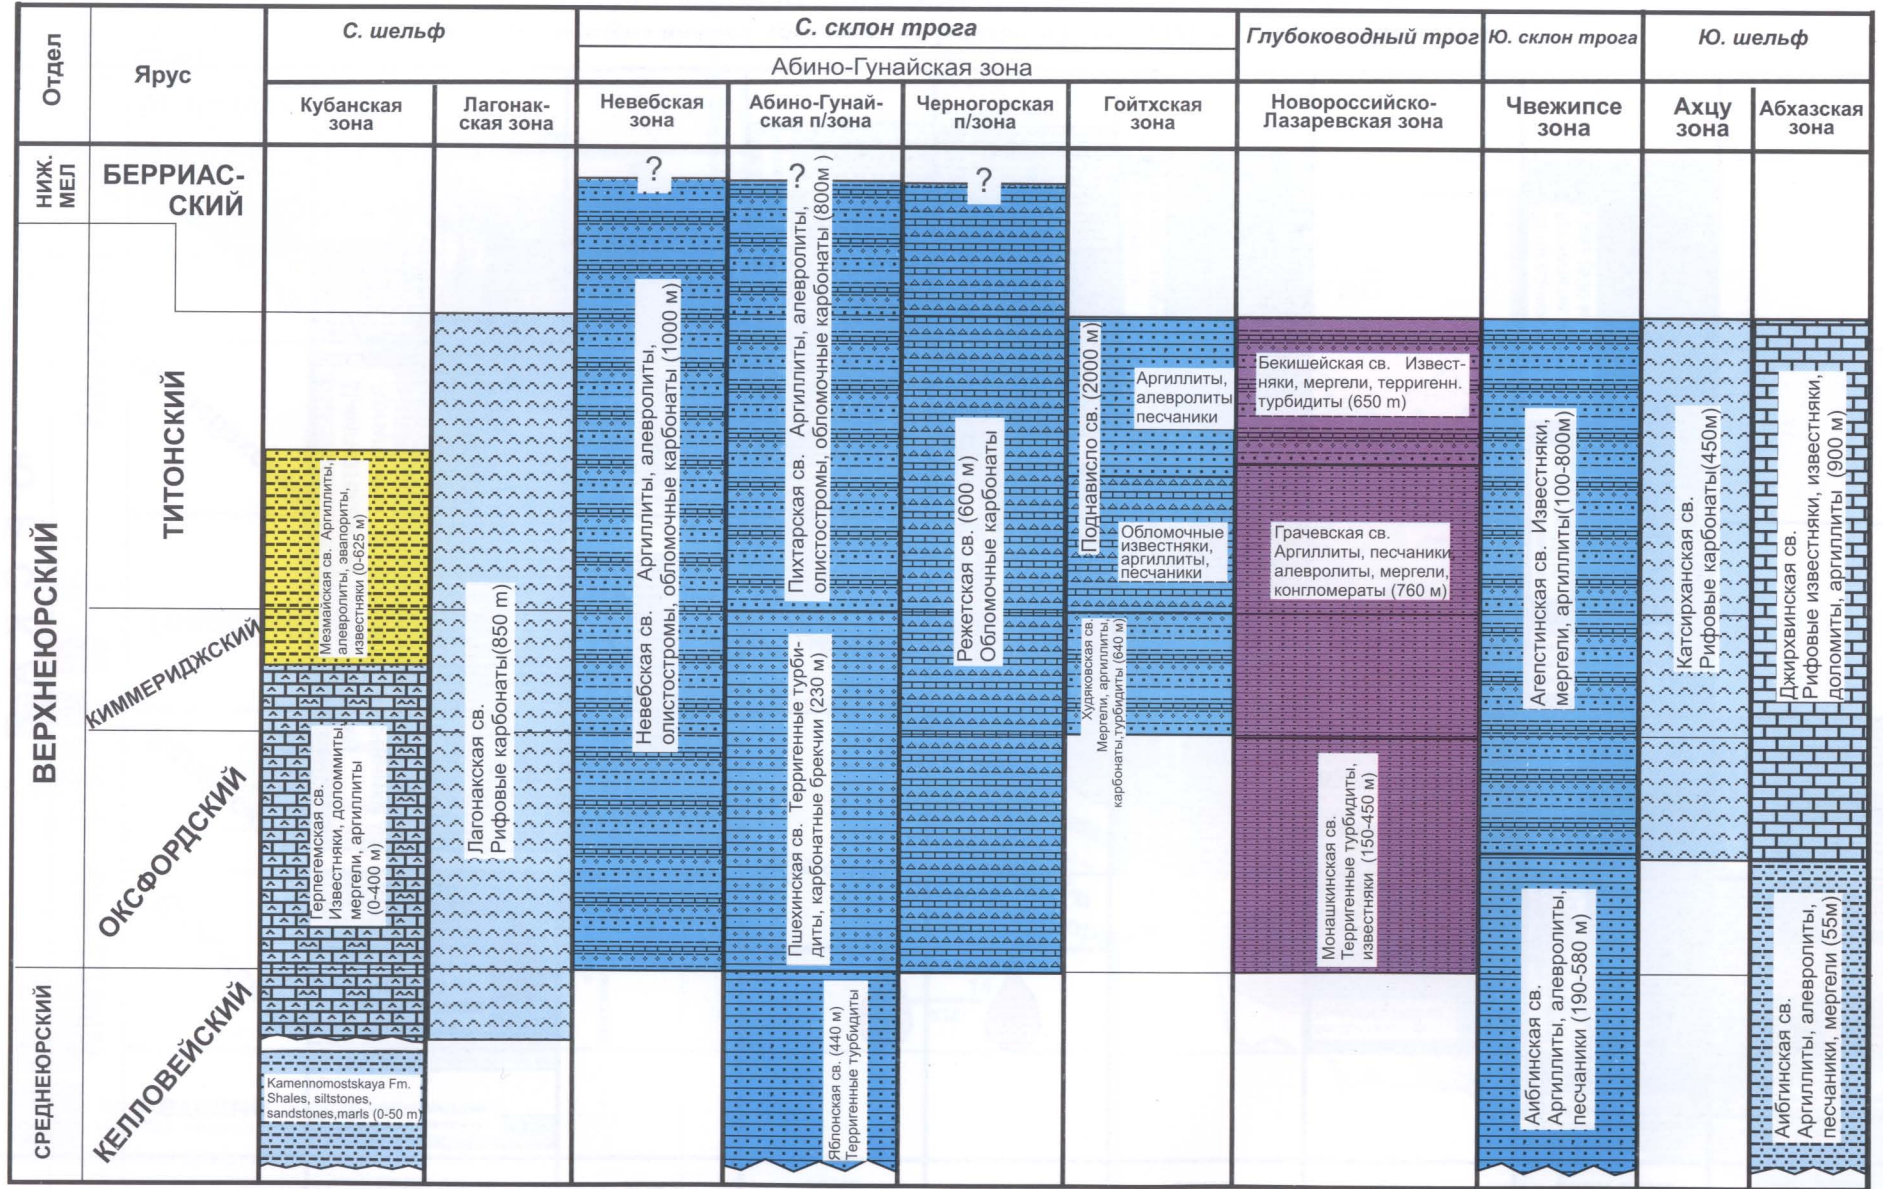 Отдел
Ярус
С. шельф
С. склон трога
Глубоководный трог
Ю. склон трога
Ю. шельф
Абино-Гунайская зона
Кубанская
зона
Лагонак-
ская зона
Невебская
зона
Абино-Гунай-
ская п/зона
Черногорская
п/зона
Гойтхская
зона
Новороссийско-
Лазаревская зона
Чвежипсе
зона
Ахцу
зона
Абхазская
зона
НИЖ.
МЕЛ
ВЕРХНЕЮРСКИЙ
СРЕДНЕЮРСКИЙ
БЕРРИАС-
СКИЙ
ТИТОНСКИЙ
КИММЕРИДЖСКИЙ
ОКСФОРДСКИЙ
КЕЛЛОВЕЙСКИЙ
Мезмайская св. Аргиллиты,
алевролиты, эвапориты,
известняки (0-625 м)
Герпегемская св.
Известняки, доломмиты
мергели, аргиллиты
(0-400 м)
Kamennomostskaya Fm.
Shales, siltstones,
sandstones,marls (0-50 m)
Лагонакская св.
Рифовые карбонаты(850 m)
?
Невебская св. Аргиллиты, алевролиты,
олистостромы, обломочные карбонаты (1000 м)
?
Пихтарская св. Аргиллиты, алевролиты,
олистостромы, обломочные карбонаты (800м )
Пшехинская св. Терригенные турби-
диты, карбонатные брекчии (230 м)
Яблонская св. (440 м)
Терригенные турбидиты
?
Режетская св. (600 м)
Обломочные карбонаты
Поднависло св. (2000 м)
Аргиллиты,
алевролиты
песчаники
Обломочные
известняки,
аргиллиты,
песчаники
Худяковская св.
Мергели, аргиллиты,
карбонаты,турбидиты (640 м)
Бекишейская св. Извест-
няки, мергели, терригенн.
турбидиты (650 m)
Грачевская св.
Аргиллиты, песчаники
алевролиты, мергели,
конгломераты (760 м)
Монашкинская св.
Терригенные турбидиты,
известняки (150-450 м)
Агепстинская св. Известняки,
мергели, аргиллиты(100-800м)
Аибгинская св.
Аргиллиты, алевролиты,
песчаники (190-580 м)
Катсирханская св.
Рифовые карбонаты(450м)
Джирхвинская св.
Рифовые известняки, известняки,
доломиты, аргиллиты (900 м)
Аибгинская св.
Аргиллиты, алевролиты,
песчаники, мергели (55м)